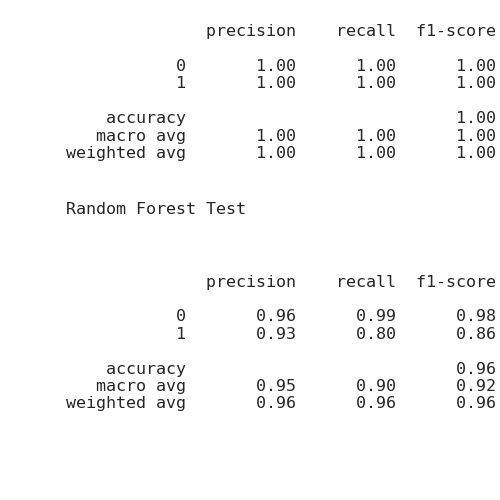 precision recall f1-score
0 1.00 1.00 1.00
1 1.00 1.00 1.00
accuracy 1.00
macro avg 1.00 1.00 1.00
weighted avg 1.00 1.00 1.00
Random Forest Test
precision recall f1-score
0 0.96 0.99 0.98
1 0.93 0.80 0.86
accuracy 0.96
macro avg 0.95 0.90 0.92
weighted avg 0.96 0.96 0.96